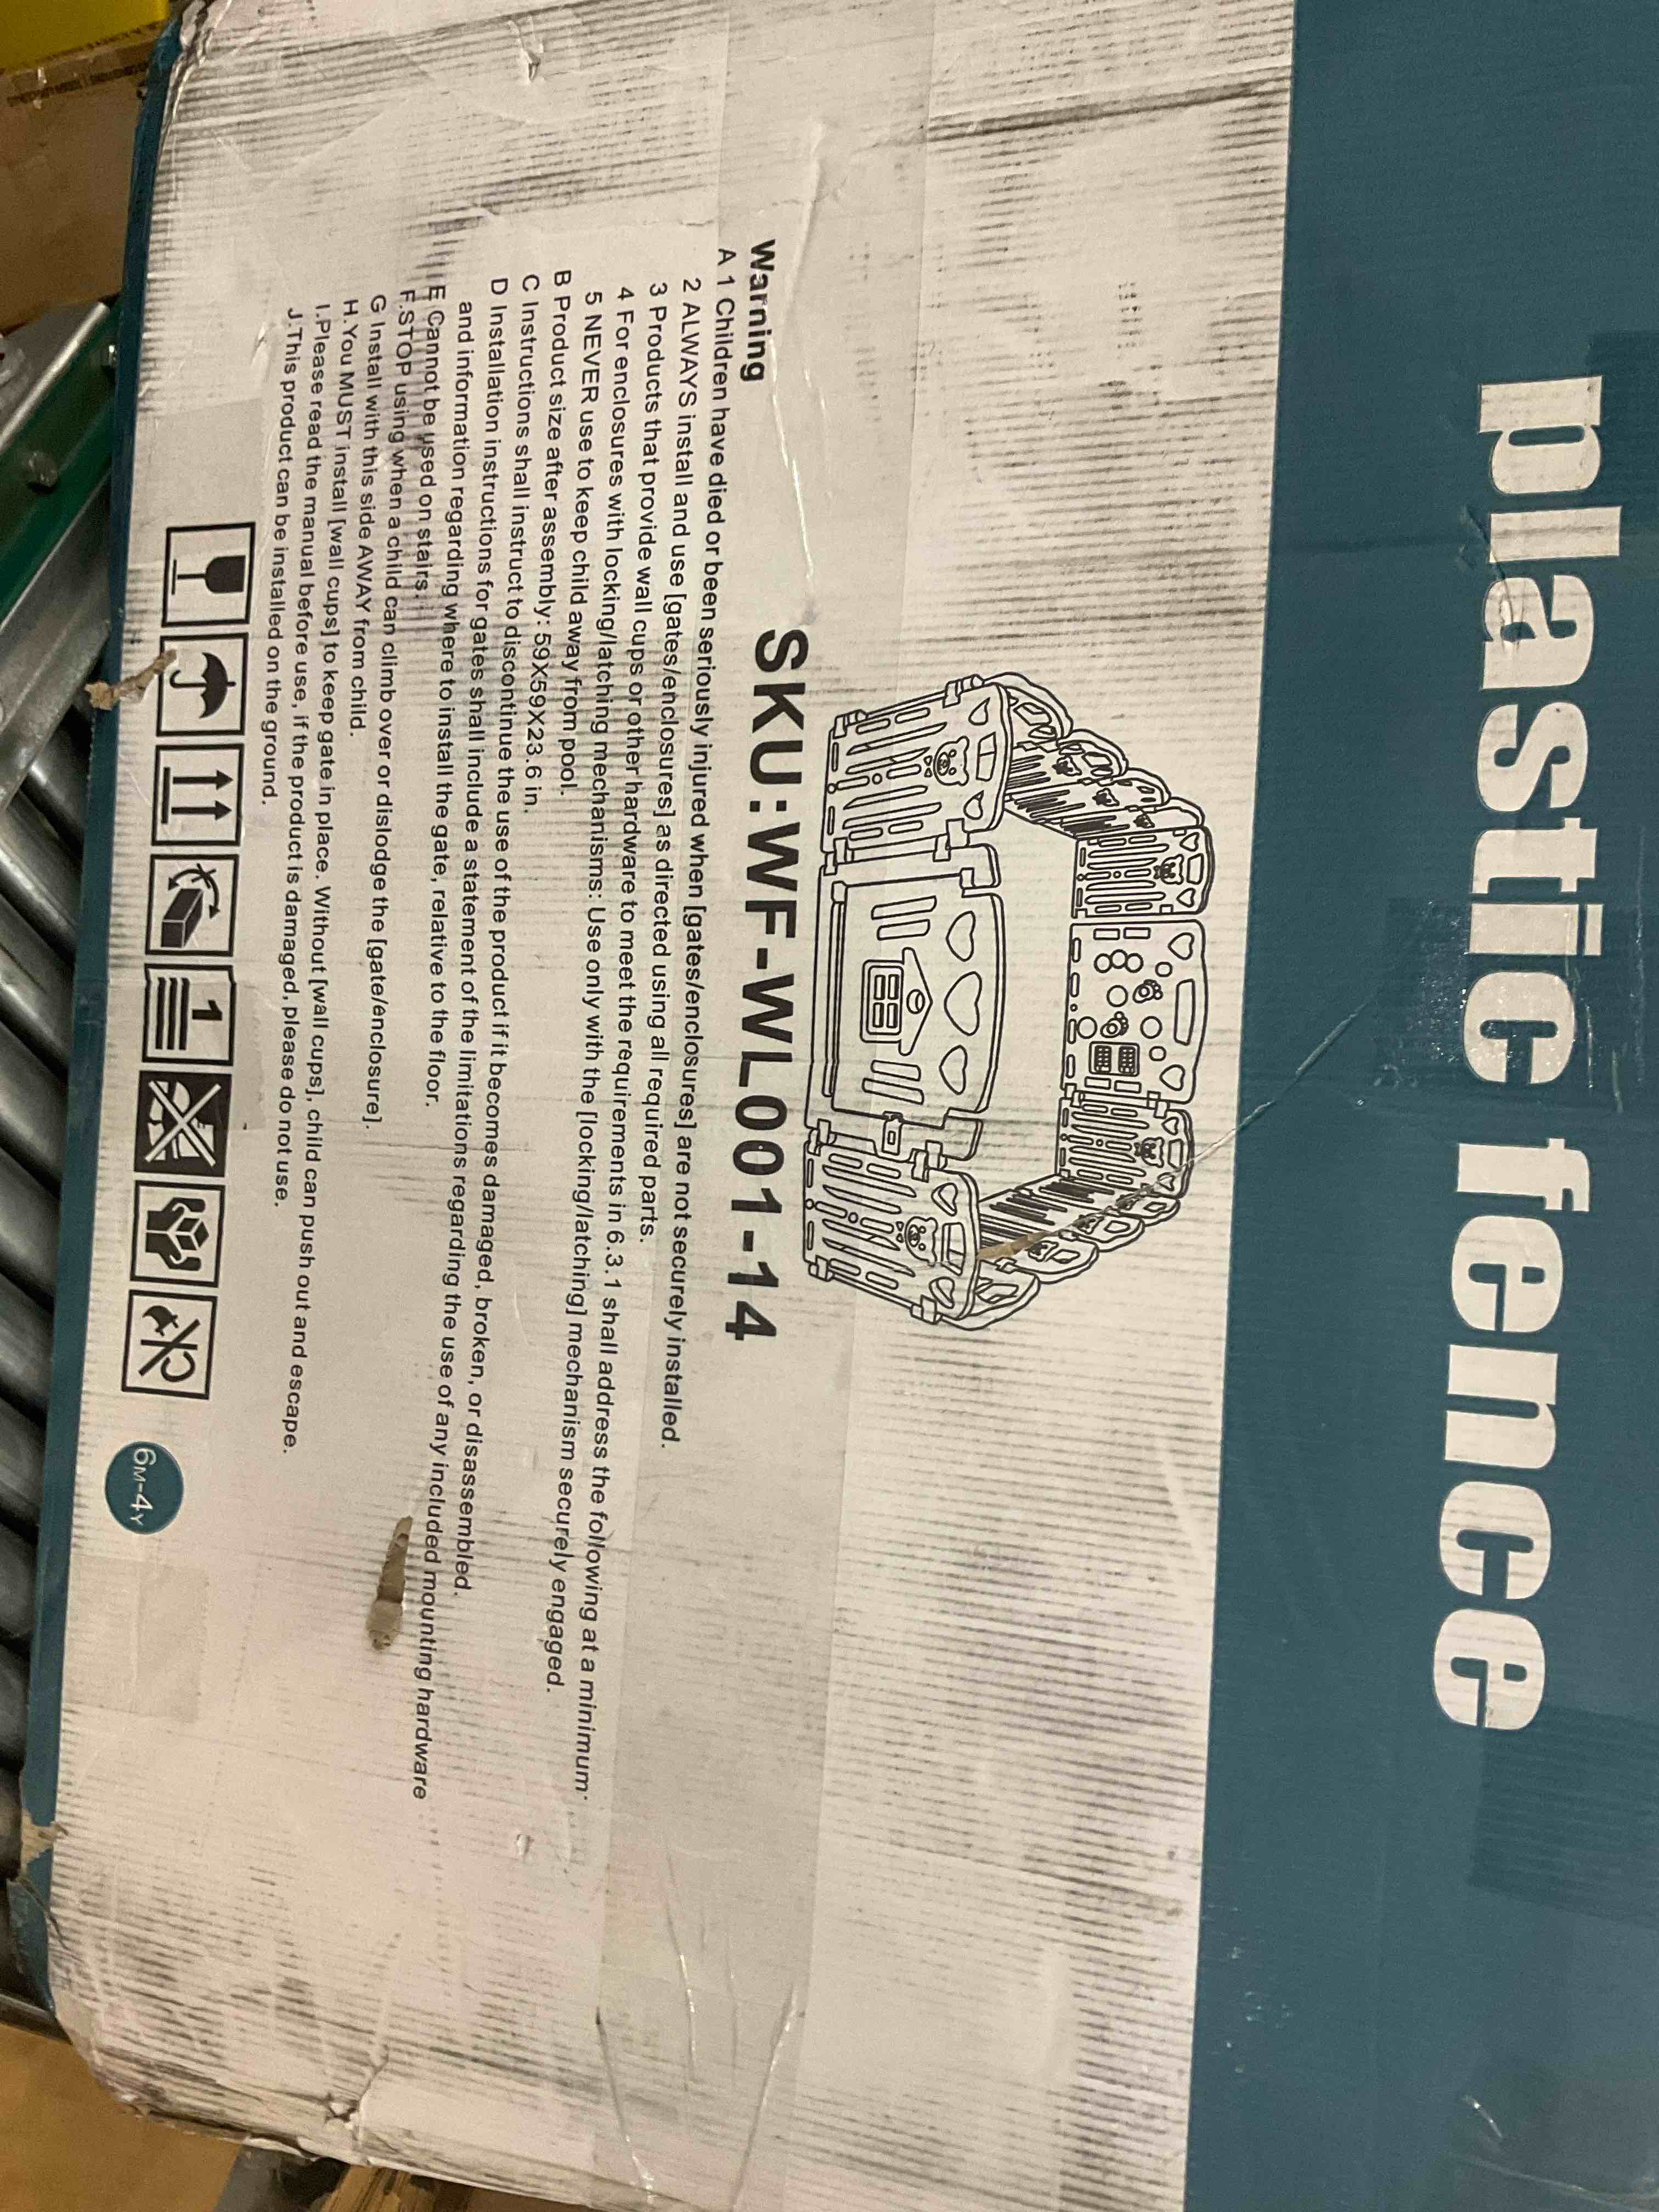 plastic fence
SKU:WF-WL001-14
Warning
A 1 Children have died or been seriously injured when [gates/enclosures] are not securely installed.
2 ALWAYS install and use [gates/enclosures] as directed using all required parts.
3 Products that provide wall cups or other hardware to meet the requirements in 6.3.1 shall address the following at a minimum:
4 For enclosures with locking/latching mechanisms: Use only with the [locking/latching] mechanism securely engaged.
5 NEVER use to keep child away from pool.
B Product size after assembly: 59X59X23.6 in.
C Instructions shall instruct to discontinue the use of the product if it becomes damaged, broken, or disassembled.
D Installation instructions for gates shall include a statement of the limitations regarding the use of any included mounting hardware
and information regarding where to install the gate, relative to the floor.
E Cannot be used on stairs.
F.STOP using when a child can climb over or dislodge the [gate/enclosure].
G Install with this side AWAY from child.
H.You MUST install [wall cups] to keep gate in place. Without [wall cups], child can push out and escape.
I.Please read the manual before use, if the product is damaged, please do not use.
J.This product can be installed on the ground.
1
6M-4Y